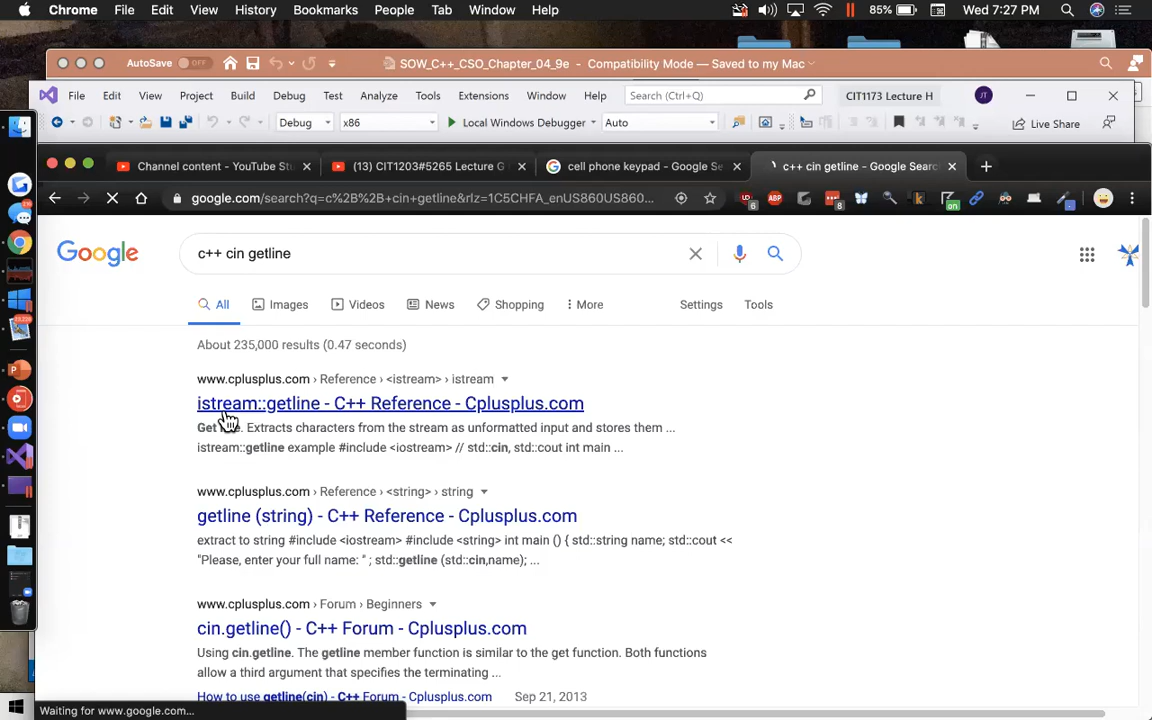 Chrome File Edit View History Bookmarks People Tab Window Help 85% Wed 7:27 PM
AutoSave OFF SOW_C++_CSO_Chapter_04_9e - Compatibility Mode — Saved to my Mac
File Edit View Project Build Debug Test Analyze Tools Extensions Window Help Search (Ctrl+Q) CIT1173 Lecture H JT
Debug x86 Local Windows Debugger Auto Live Share
Channel content - YouTube Stu (13) CIT1203#5265 Lecture G cell phone keypad - Google Se c++ cin getline - Google Search
google.com/search?q=c%2B%2B+cin+getline&rlz=1C5CHFA_enUS860US860... 6 ABP 8 on
Google c++ cin getline
All Images Videos News Shopping More Settings Tools
About 235,000 results (0.47 seconds)
www.cplusplus.com › Reference › <istream> › istream
istream::getline - C++ Reference - Cplusplus.com
Get line. Extracts characters from the stream as unformatted input and stores them ...
istream::getline example #include <iostream> // std::cin, std::cout int main ...
www.cplusplus.com › Reference › <string> › string
getline (string) - C++ Reference - Cplusplus.com
extract to string #include <iostream> #include <string> int main () { std::string name; std::cout <<
"Please, enter your full name: " ; std::getline (std::cin,name); ...
www.cplusplus.com › Forum › Beginners
cin.getline() - C++ Forum - Cplusplus.com
Using cin.getline. The getline member function is similar to the get function. Both functions
allow a third argument that specifies the terminating ...
How to use getline(cin) - C++ Forum - Cplusplus.com Sep 21, 2013
Waiting for www.google.com...